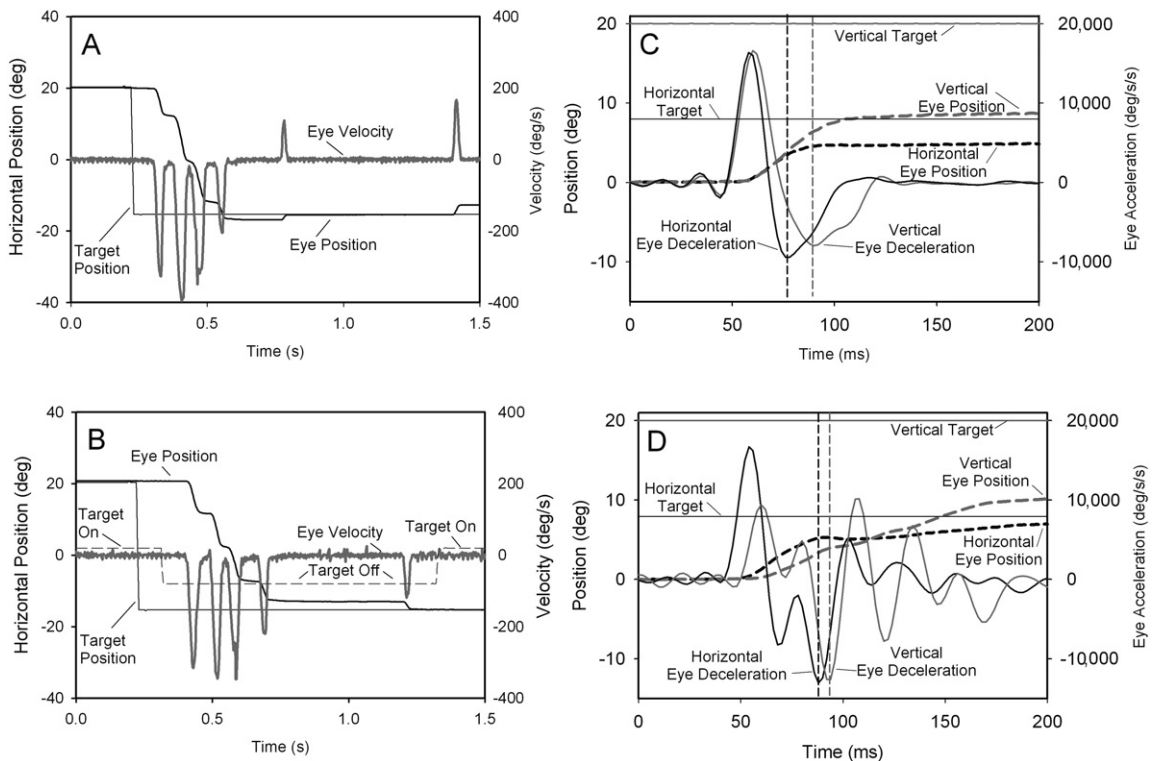 A
40
20
0
-20
-40
Horizontal Position (deg)
400
200
0
200
400
Velocity (deg/s)
Eye Velocity
Target
Position
Eye Position
0.0
0.5
1.0
1.5
Time (s)
C
20
10
0
-10
Position (deg)
20,000
10,000
0
-10,000
Eye Acceleration (deg/s/s)
Vertical Target
Horizontal
Target
Vertical
Eye Position
Horizontal
Eye Position
Horizontal
Eye Deceleration
Vertical
Eye Deceleration
0
50
100
150
200
Time (ms)
B
40
20
0
-20
-40
Horizontal Position (deg)
400
200
0
-200
-400
Velocity (deg/s)
Eye Position
Target
On
Eye Velocity
Target On
Target Off
Target
Position
0.0
0.5
1.0
1.5
Time (s)
D
20
10
0
-10
Position (deg)
20,000
10,000
0
-10,000
Eye Acceleration (deg/s/s)
Vertical Target
Horizontal
Target
Vertical
Eye Position
Horizontal
Eye Position
Horizontal
Eye Deceleration
Vertical
Eye Deceleration
0
50
100
150
200
Time (ms)